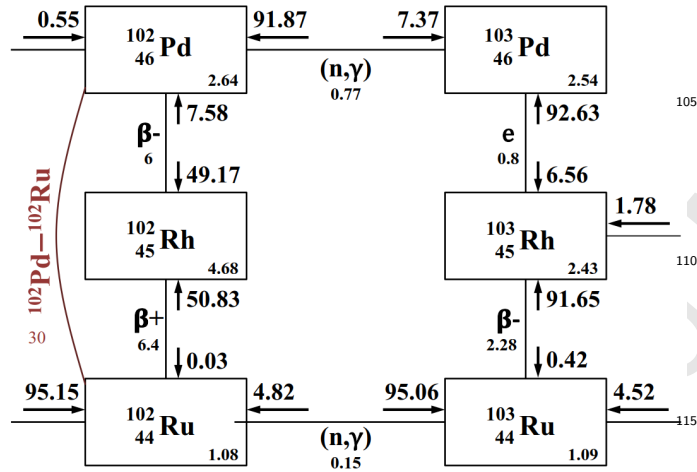 0.55 91.87 7.37
102 46 Pd 2.64
103 46 Pd 2.54
(n,γ)
0.77
105
7.58 92.63
β- e
6 0.8
49.17 6.56
102Pd–102Ru
30
102 45 Rh 4.68
103 45 Rh 2.43
1.78
110
50.83 91.65
β+ β-
6.4 2.28
0.03 0.42
95.15 4.82 95.06 4.52
102 44 Ru 1.08
103 44 Ru 1.09
115
(n,γ)
0.15